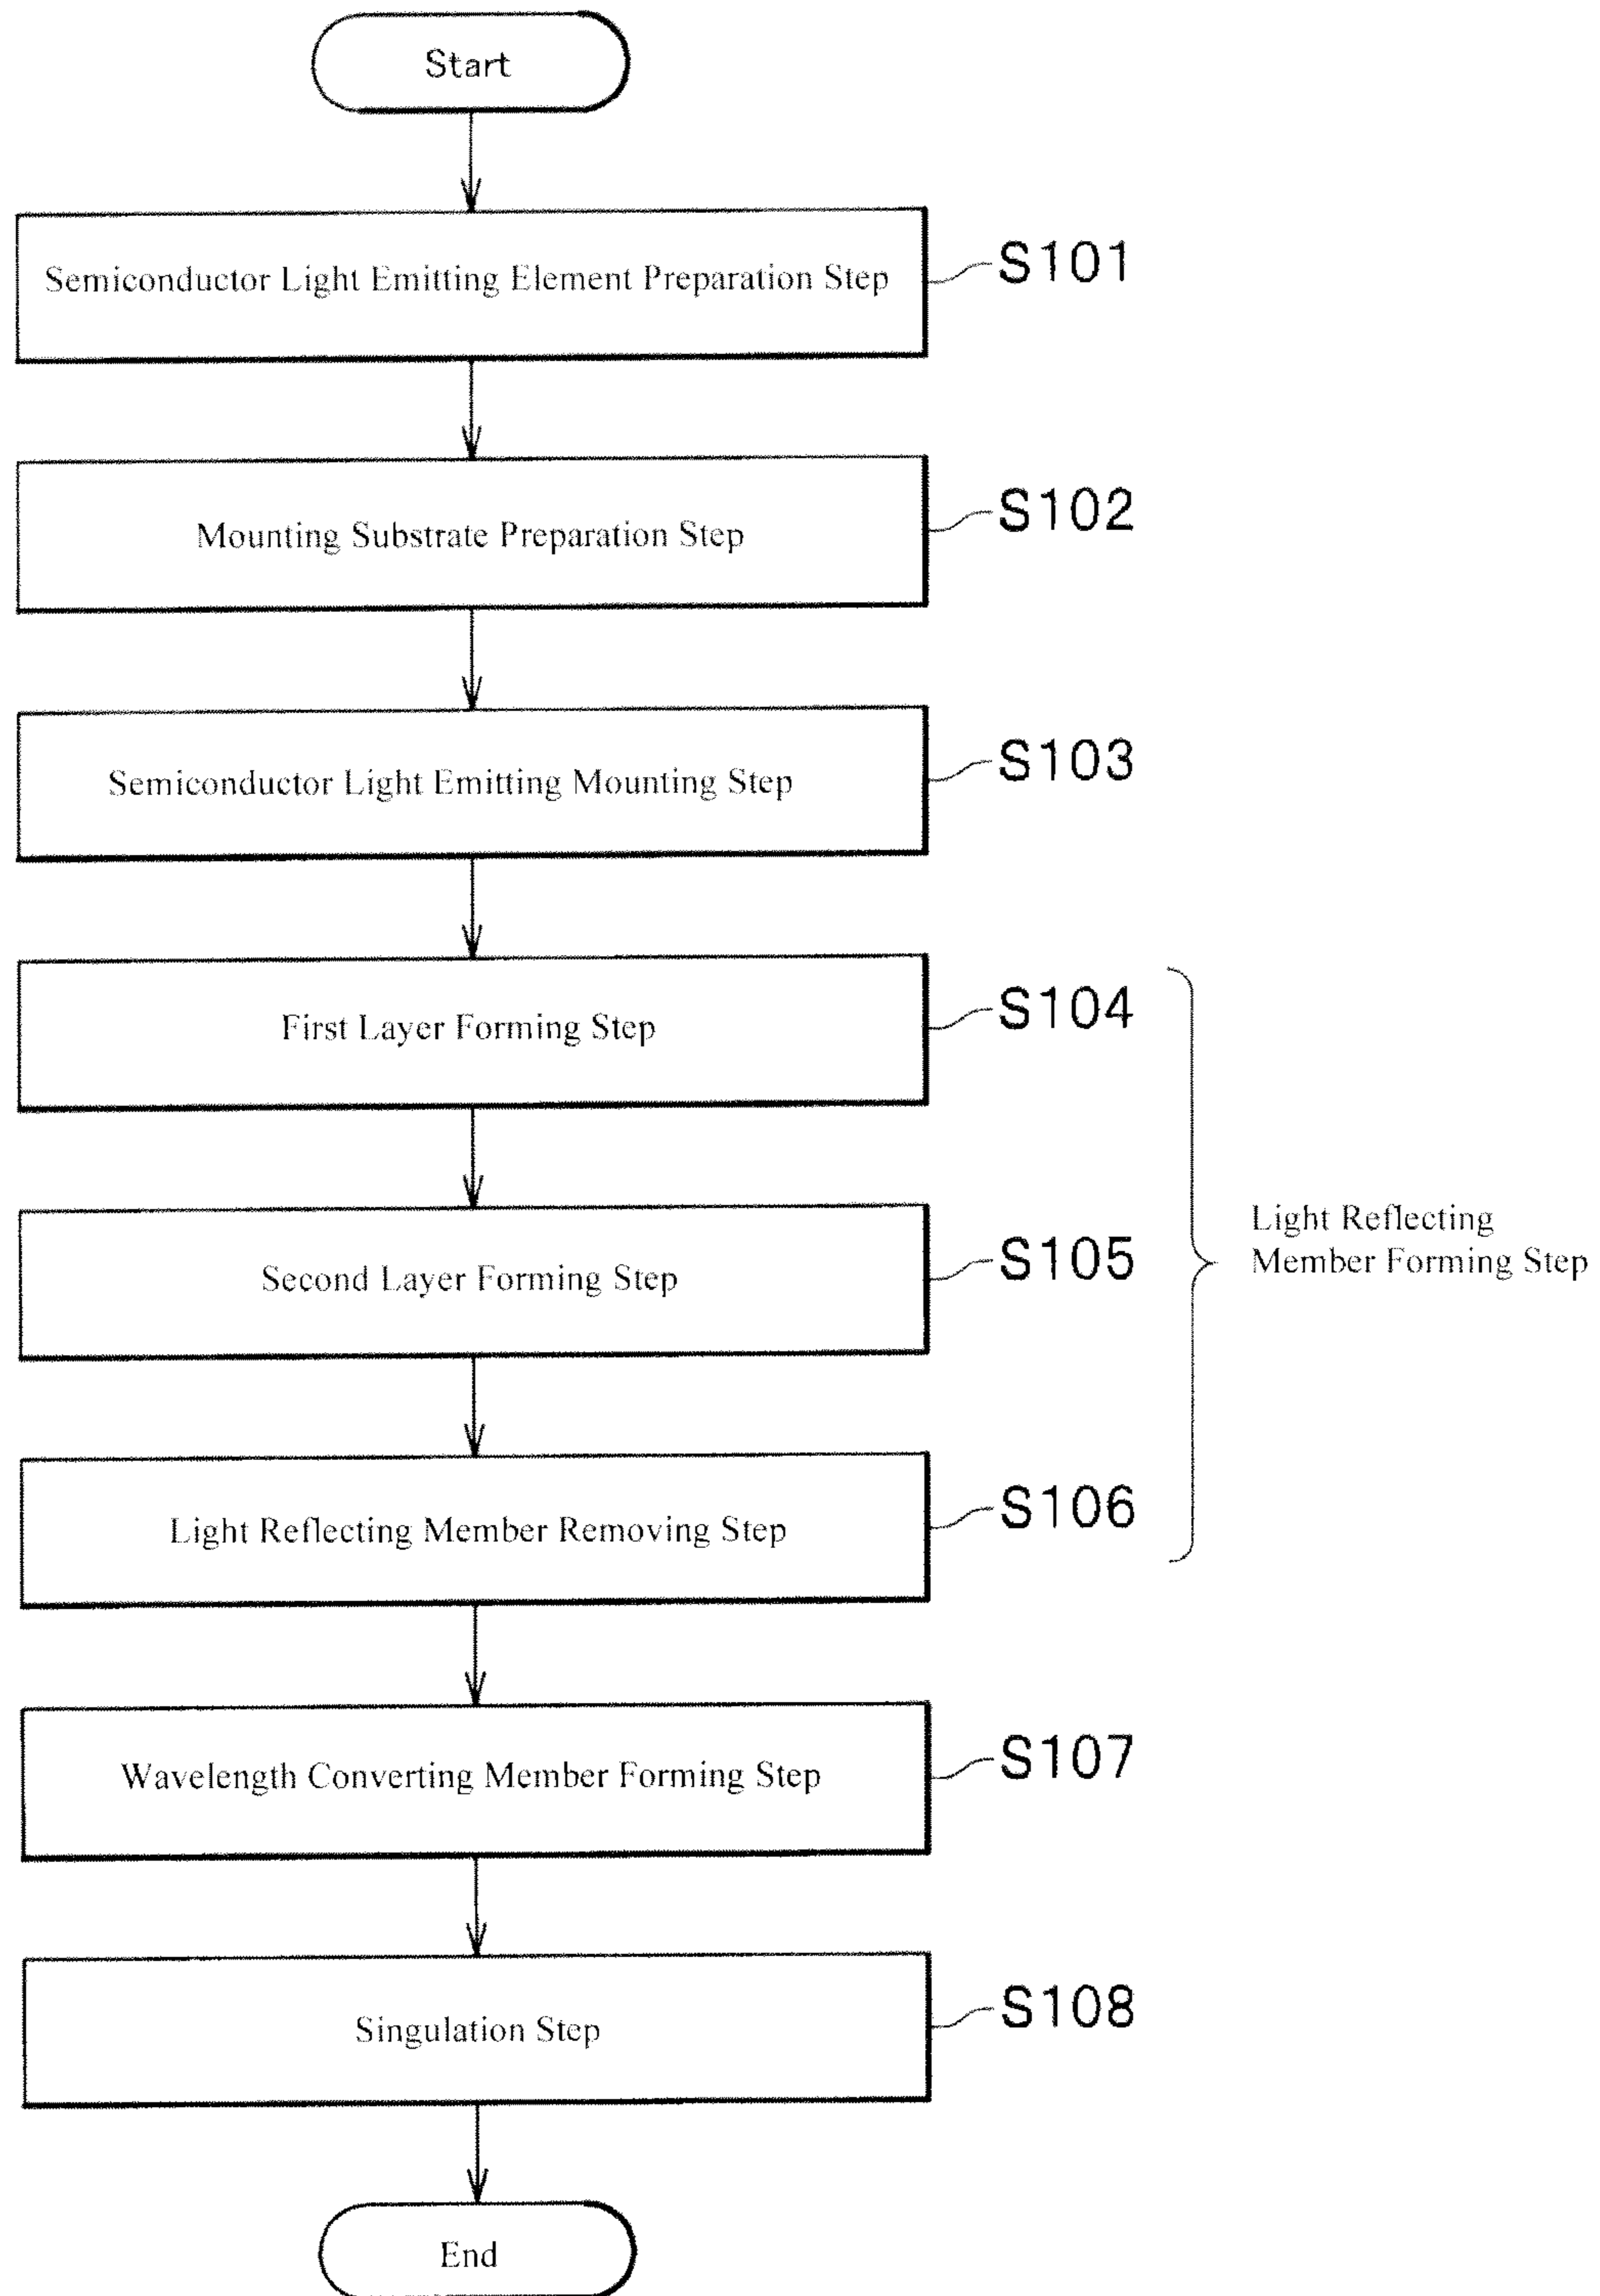 Start
Semiconductor Light Emitting Element Preparation Step
S101
Mounting Substrate Preparation Step
S102
Semiconductor Light Emitting Mounting Step
S103
First Layer Forming Step
S104
Second Layer Forming Step
S105
Light Reflecting
Member Forming Step
Light Reflecting Member Removing Step
S106
Wavelength Converting Member Forming Step
S107
Singulation Step
S108
End